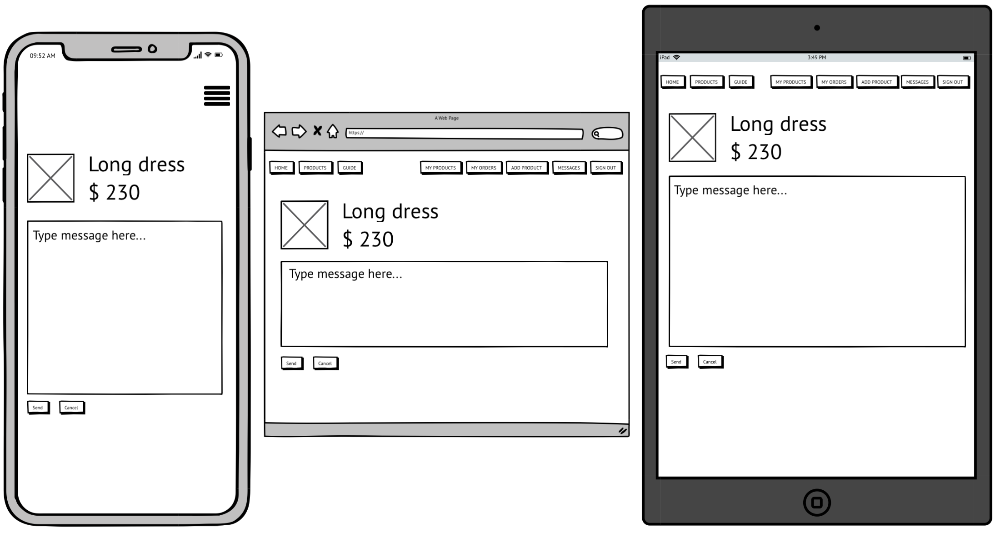 09:52 AM
Long dress
$ 230
Type message here...
Send Cancel
A Web Page
https://
HOME PRODUCTS GUIDE MY PRODUCTS MY ORDERS ADD PRODUCT MESSAGES SIGN OUT
Long dress
$ 230
Type message here...
Send Cancel
iPad 3:49 PM
HOME PRODUCTS GUIDE MY PRODUCTS MY ORDERS ADD PRODUCT MESSAGES SIGN OUT
Long dress
$ 230
Type message here...
Send Cancel